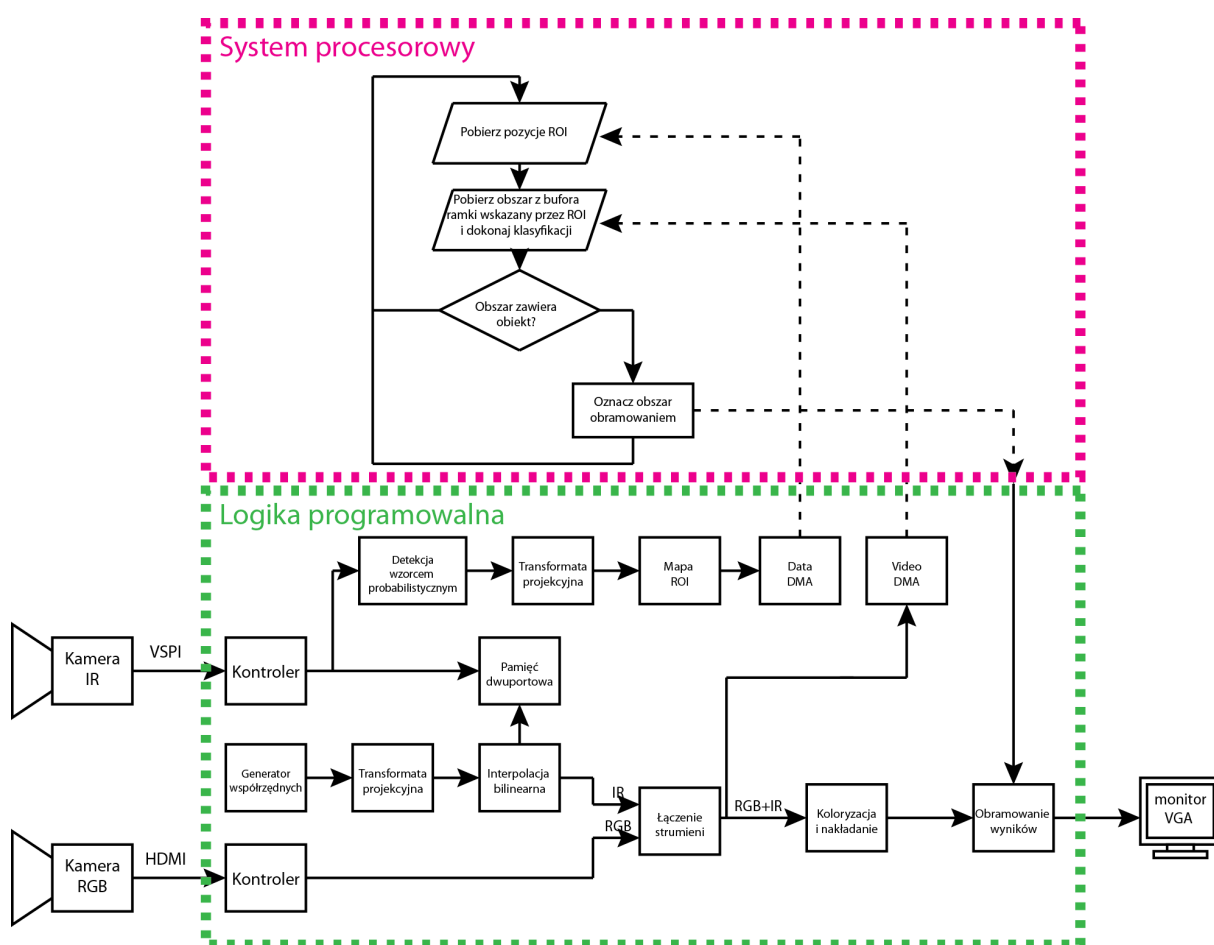 System procesorowy
Pobierz pozycje ROI
Pobierz obszar z bufora
ramki wskazany przez ROI
i dokonaj klasyfikacji
Obszar zawiera
obiekt?
Oznacz obszar
obramowaniem
Logika programowalna
Detekcja
wzorcem
probabilistycznym
Transformata
projekcyjna
Mapa
ROI
Data
DMA
Video
DMA
Kamera
IR
VSPI
Kontroler
Pamięć
dwuportowa
Generator
współrzędnych
Transformata
projekcyjna
Interpolacja
bilinearna
IR
RGB
Łączenie
strumieni
RGB+IR
Koloryzacja
i nakładanie
Obramowanie
wyników
monitor
VGA
Kamera
RGB
HDMI
Kontroler